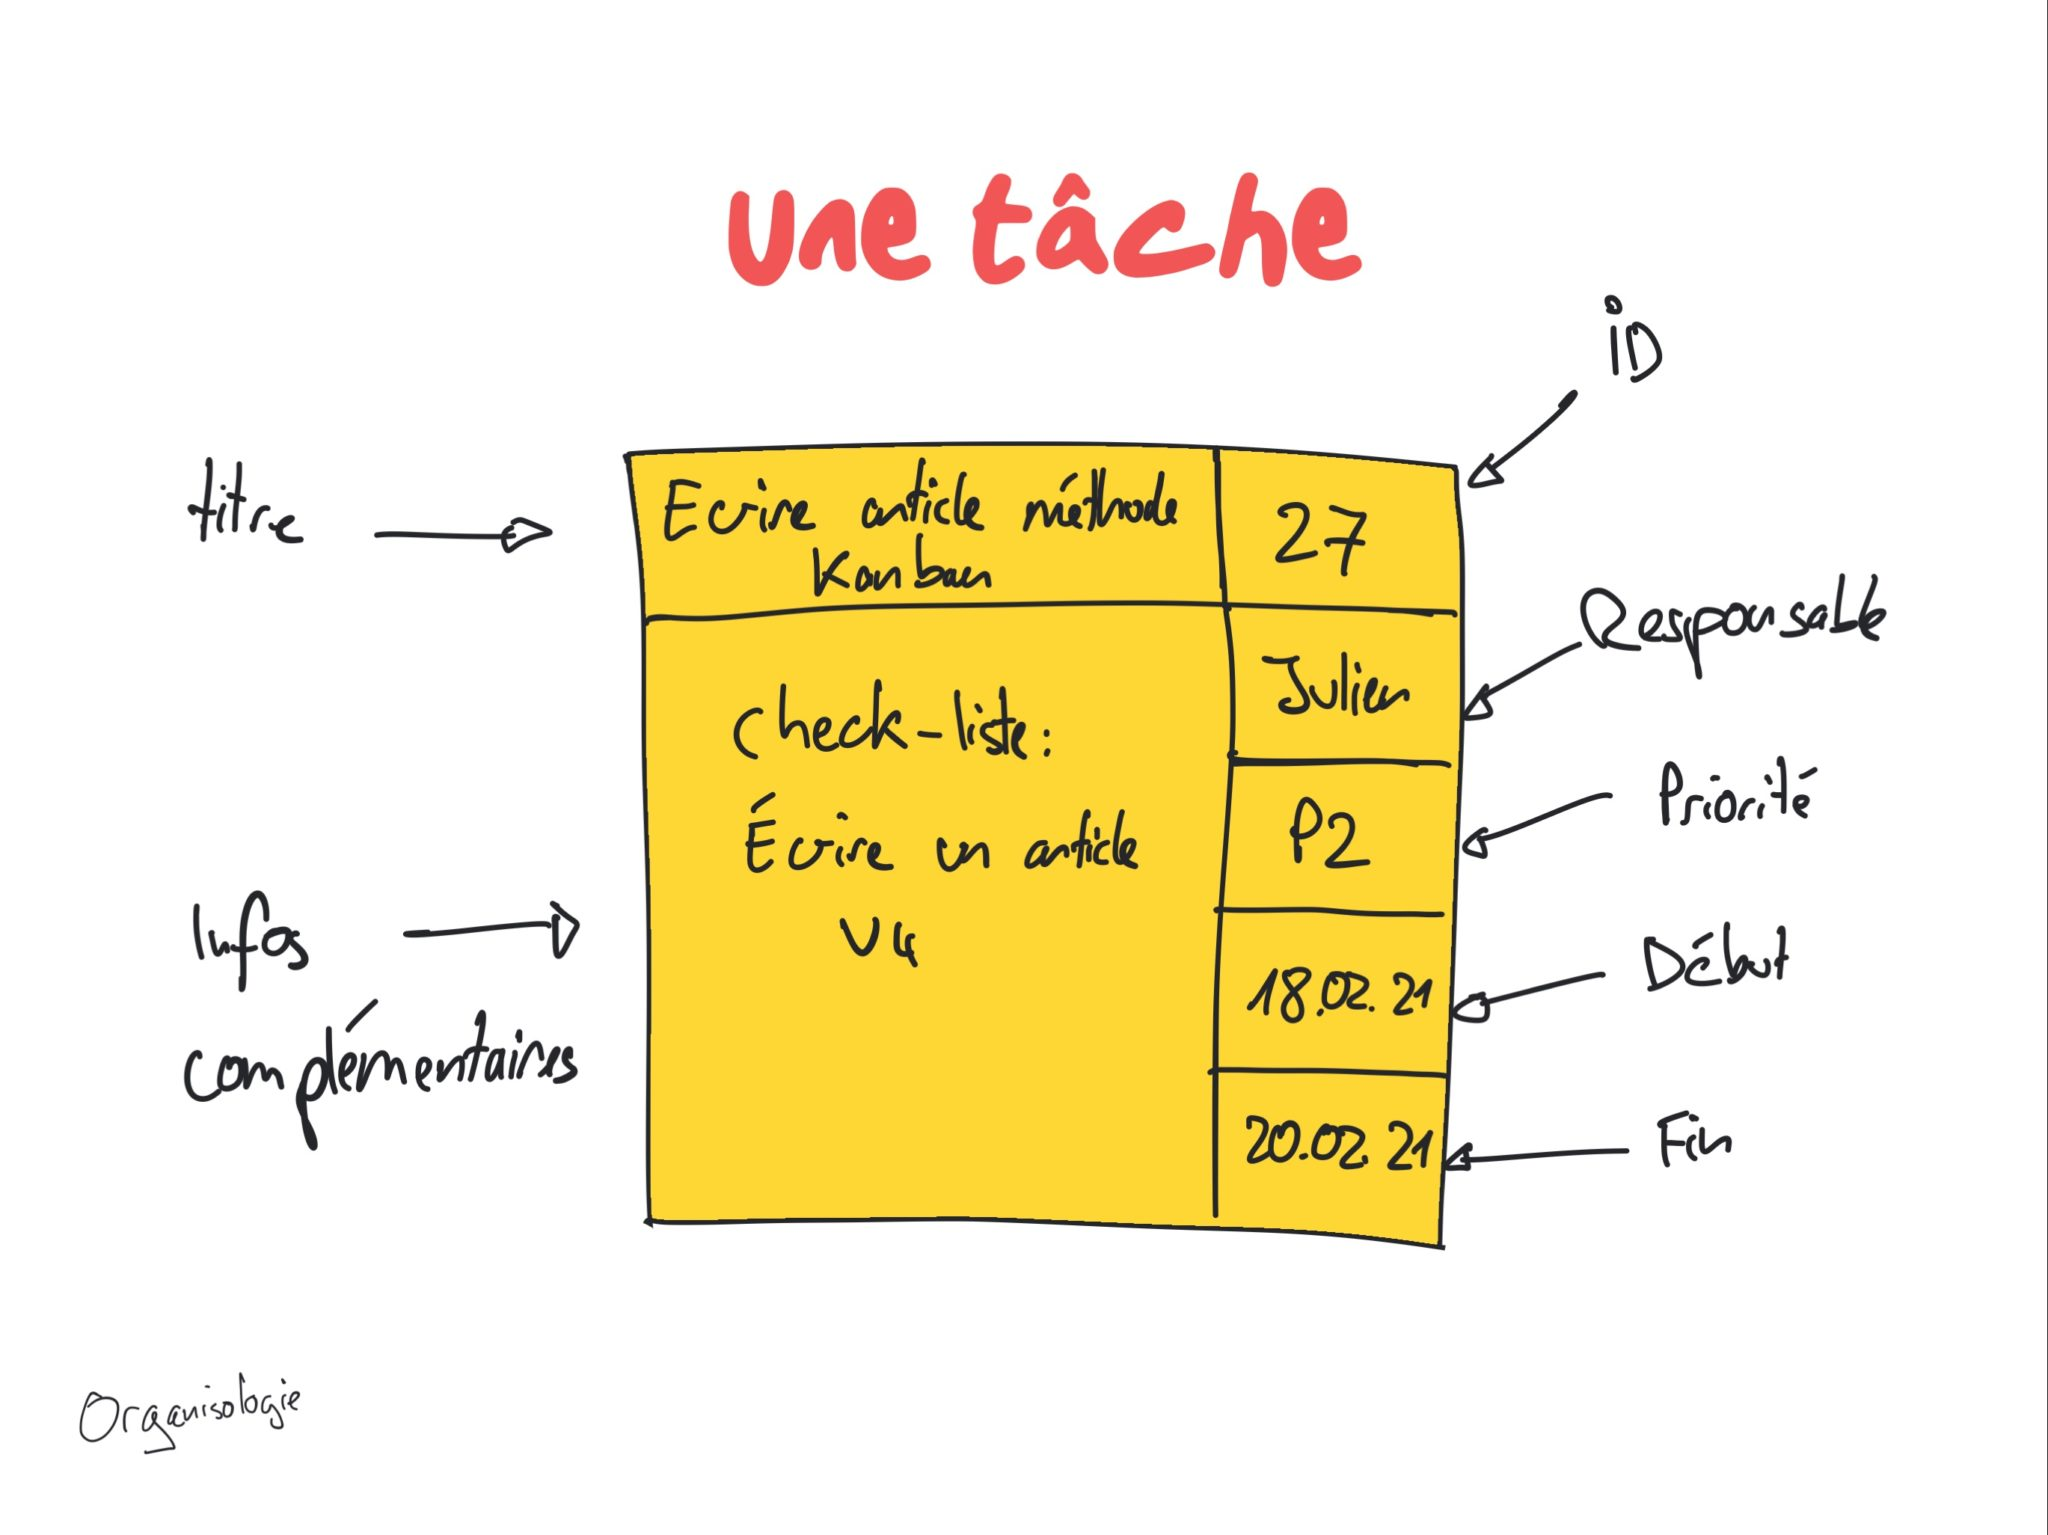 une tâche
iD
titre
Ecrire article méthode
Kanban
27
Responsable
Julien
check-liste:
Priorité
P2
Écrire un article
V4
Infos
complémentaires
Début
18.02.21
Fin
20.02.21
Organisologie